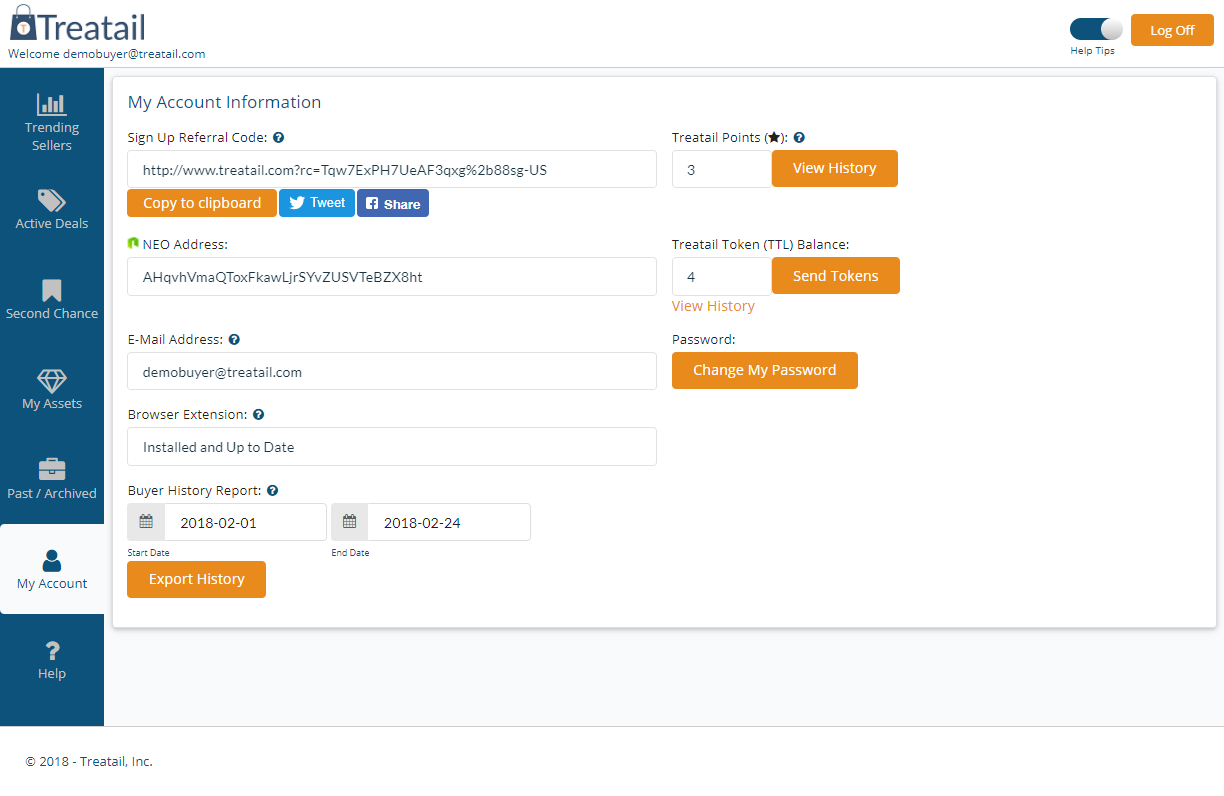 Treatail
Welcome demobuyer@treatail.com
Help Tips
Log Off
Trending
Sellers
Active Deals
Second Chance
My Assets
Past / Archived
My Account
Help
My Account Information
Sign Up Referral Code: ?
http://www.treatail.com?rc=Tqw7ExPH7UeAF3qxg%2b88sg-US
Copy to clipboard
Tweet
Share
Treatail Points (★): ?
3
View History
NEO Address:
AHqvhVmaQToxFkawLjrSYvZUSVTeBZX8ht
Treatail Token (TTL) Balance:
4
Send Tokens
View History
E-Mail Address: ?
demobuyer@treatail.com
Password:
Change My Password
Browser Extension: ?
Installed and Up to Date
Buyer History Report: ?
2018-02-01
2018-02-24
Start Date
End Date
Export History
© 2018 - Treatail, Inc.